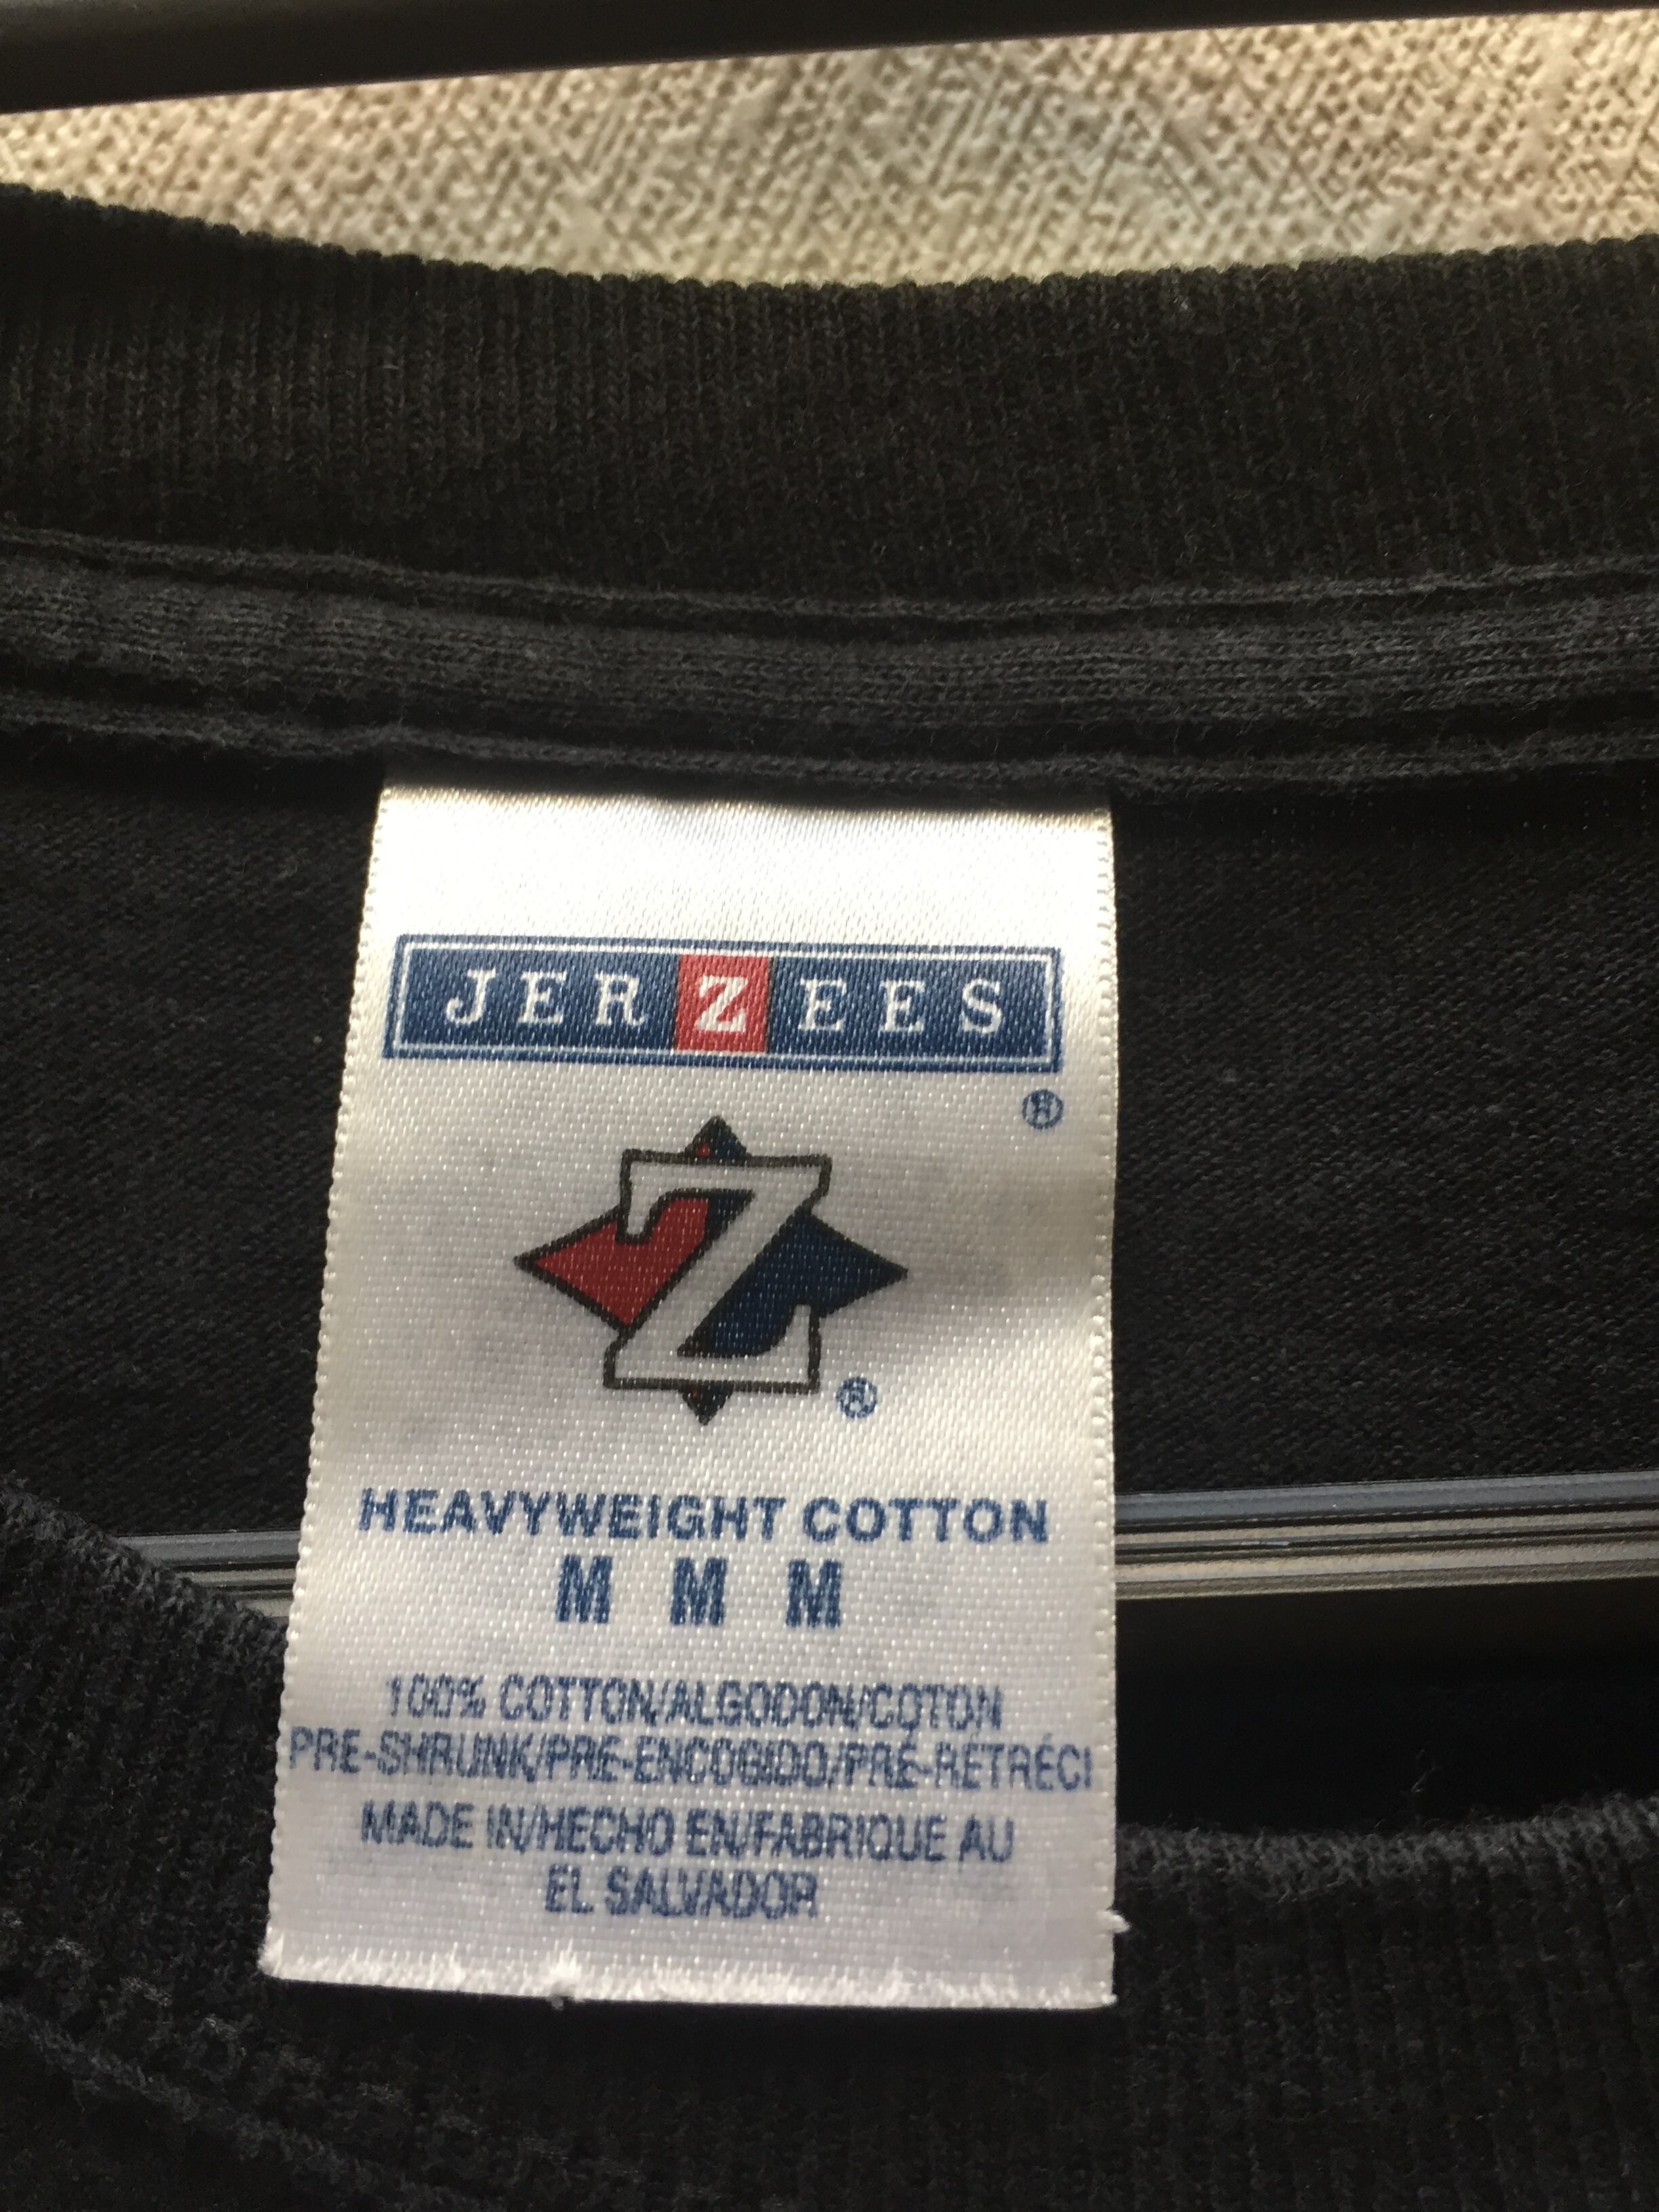 JERZEES
®
Z
®
HEAVYWEIGHT COTTON
M M M
100% COTTON/ALGODON/COTON
PRE-SHRUNK/PRE-ENCOGIDO/PRÉ-RÉTRÉCI
MADE IN/HECHO EN/FABRIQUE AU
EL SALVADOR